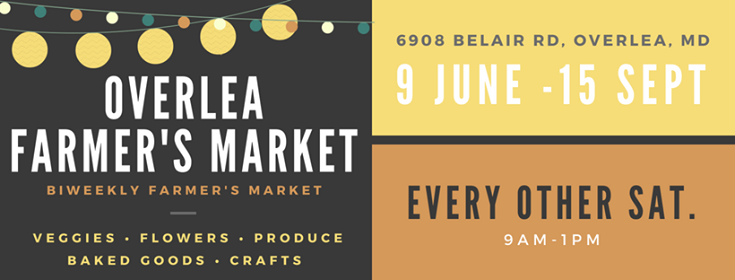 OVERLEA
FARMER'S MARKET
BIWEEKLY FARMER'S MARKET
VEGGIES • FLOWERS • PRODUCE
BAKED GOODS • CRAFTS
6908 BELAIR RD, OVERLEA, MD
9 JUNE -15 SEPT
EVERY OTHER SAT.
9AM-1PM